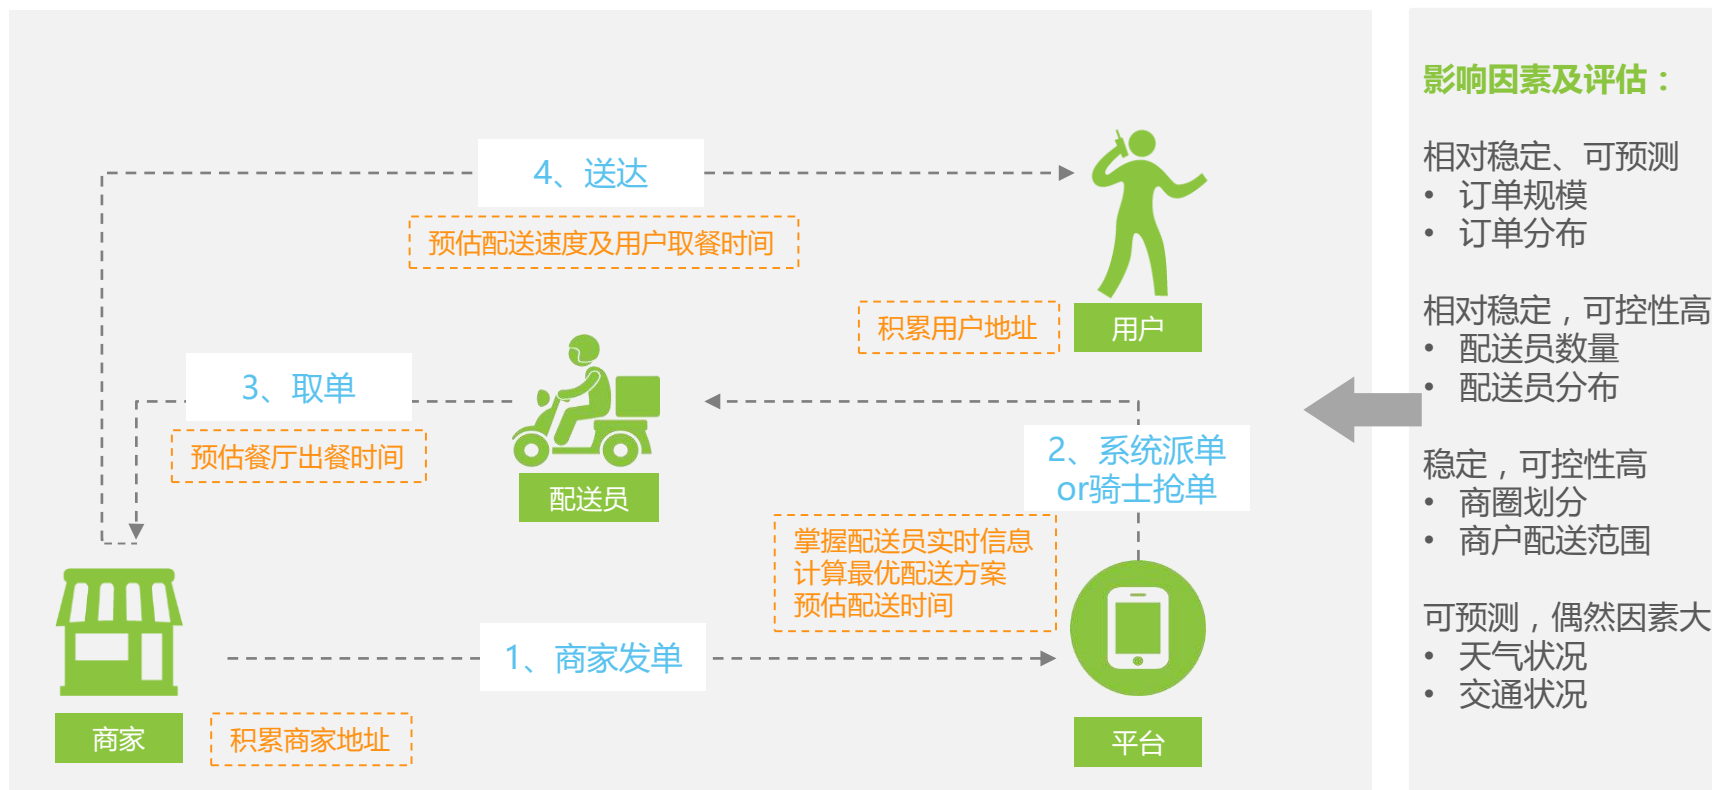 4、送达
预估配送速度及用户取餐时间
积累用户地址
用户
3、取单
预估餐厅出餐时间
配送员
2、系统派单
or骑士抢单
掌握配送员实时信息
计算最优配送方案
预估配送时间
1、商家发单
商家
积累商家地址
平台
影响因素及评估：
相对稳定、可预测
• 订单规模
• 订单分布
相对稳定，可控性高
• 配送员数量
• 配送员分布
稳定，可控性高
• 商圈划分
• 商户配送范围
可预测，偶然因素大
• 天气状况
• 交通状况